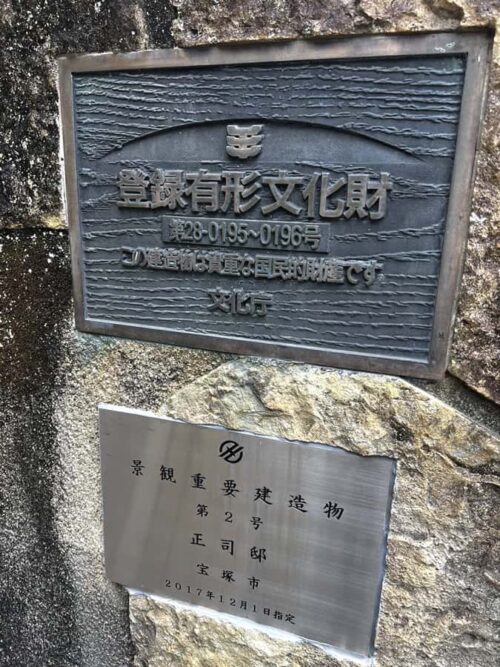 登録有形文化財
第28-0195~0196号
この建造物は貴重な国民的財産です
文化庁
景観重要建造物
第2号
正司邸
宝塚市
2017年12月1日指定